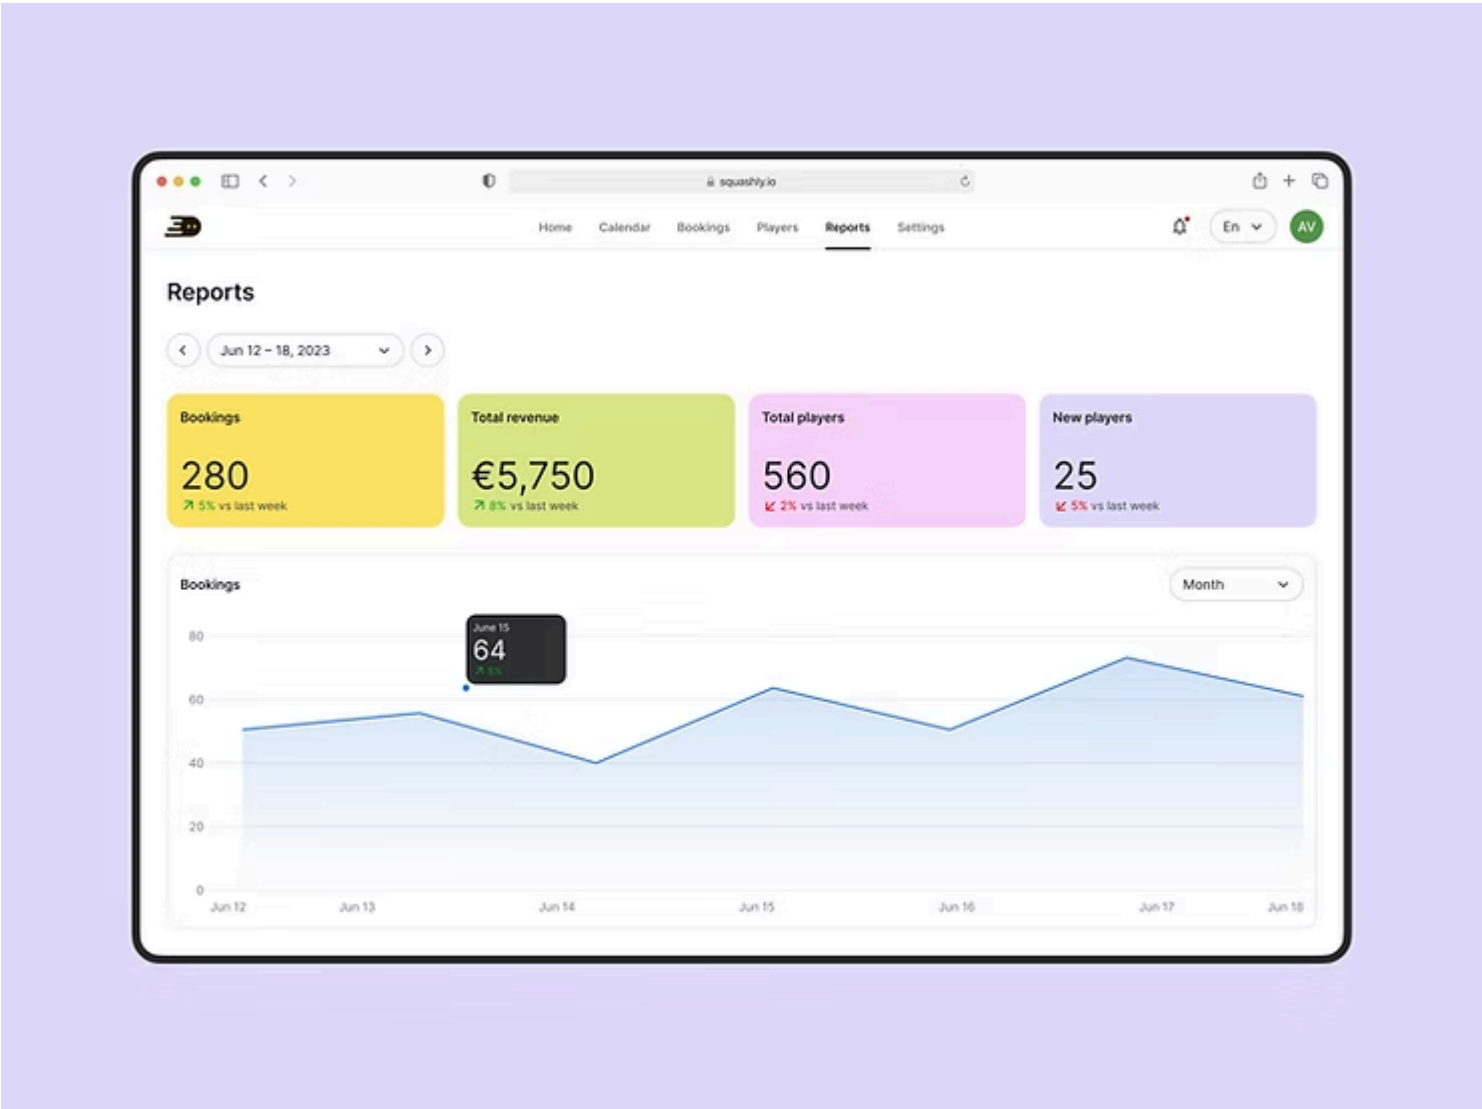 squashly.io
Home Calendar Bookings Players Reports Settings
En
AV
Reports
Jun 12 – 18, 2023
Bookings
280
5% vs last week
Total revenue
€5,750
8% vs last week
Total players
560
2% vs last week
New players
25
5% vs last week
Bookings
Month
June 15
64
80
60
40
20
0
Jun 12 Jun 13 Jun 14 Jun 15 Jun 16 Jun 17 Jun 18